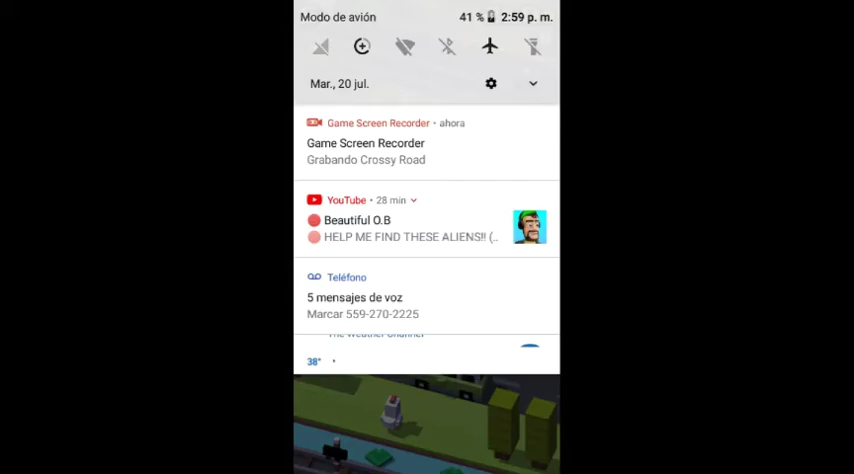 Modo de avión 41 % 2:59 p. m.
Mar., 20 jul.
Game Screen Recorder • ahora
Game Screen Recorder
Grabando Crossy Road
YouTube • 28 min
Beautiful O.B
HELP ME FIND THESE ALIENS!! (..
Teléfono
5 mensajes de voz
Marcar 559-270-2225
The Weather Channel
38° •